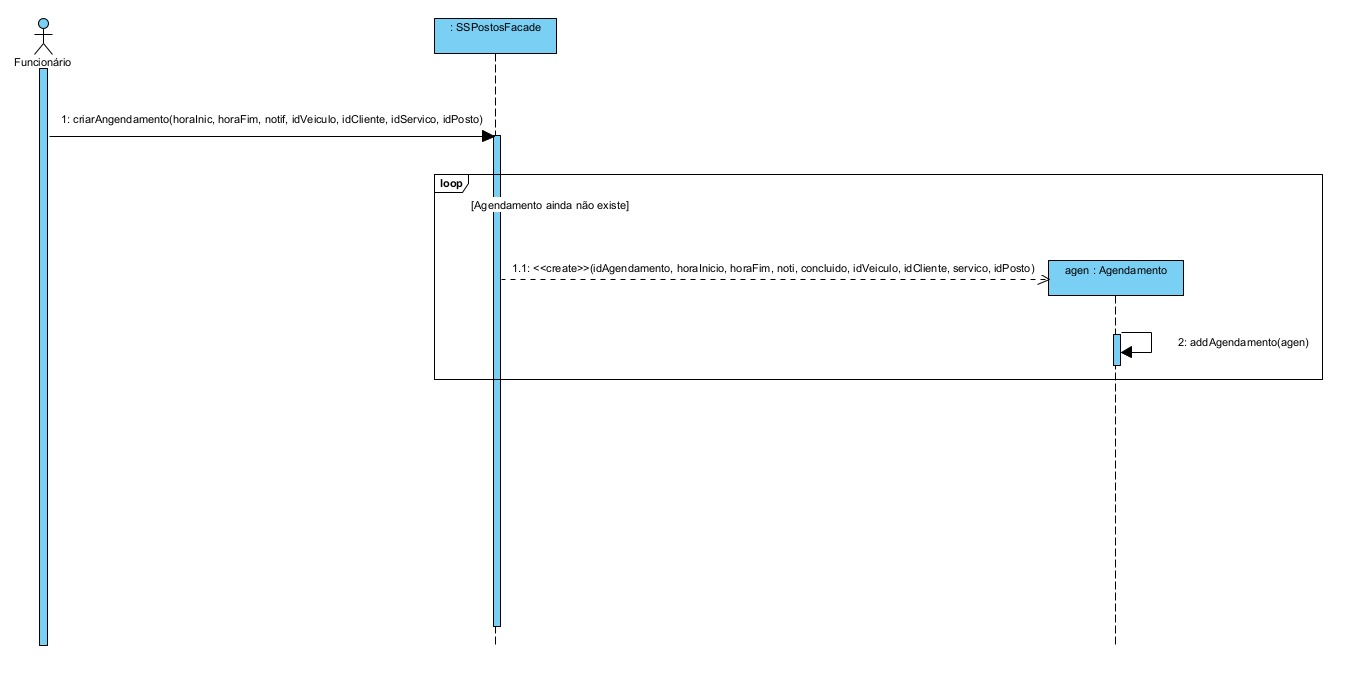 : SSPostosFacade
Funcionário
1: criarAngendamento(horaInic, horaFim, notif, idVeiculo, idCliente, idServico, idPosto)
loop
[Agendamento ainda não existe]
1.1: <<create>>(idAgendamento, horaInicio, horaFim, noti, concluido, idVeiculo, idCliente, servico, idPosto)
agen : Agendamento
2: addAgendamento(agen)